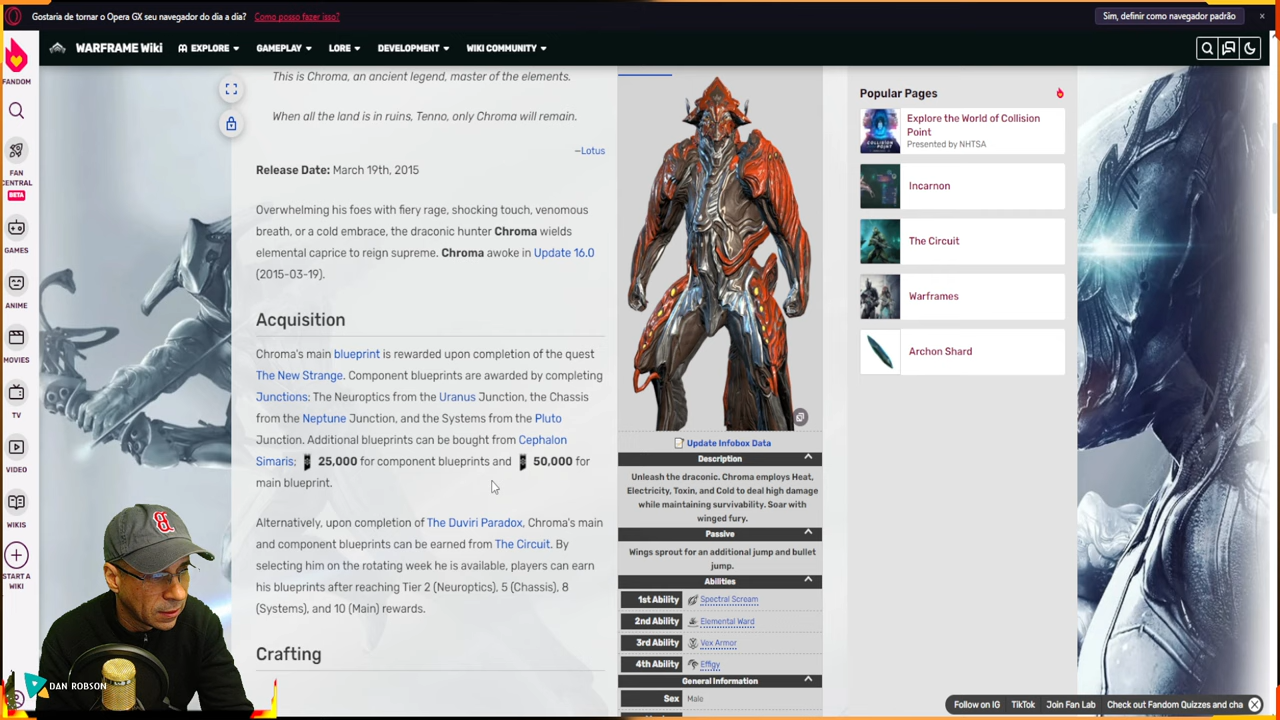 Gostaria de tornar o Opera GX seu navegador do dia a dia? Como posso fazer isso? Sim, definir como navegador padrão
WARFRAME Wiki EXPLORE GAMEPLAY LORE DEVELOPMENT WIKI COMMUNITY
FANDOM
FAN CENTRAL
BETA
GAMES
ANIME
MOVIES
TV
VIDEO
WIKIS
START A WIKI
This is Chroma, an ancient legend, master of the elements.
When all the land is in ruins, Tenno, only Chroma will remain.
–Lotus
Release Date: March 19th, 2015
Overwhelming his foes with fiery rage, shocking touch, venomous
breath, or a cold embrace, the draconic hunter Chroma wields
elemental caprice to reign supreme. Chroma awoke in Update 16.0
(2015-03-19).
Acquisition
Chroma's main blueprint is rewarded upon completion of the quest
The New Strange. Component blueprints are awarded by completing
Junctions: The Neuroptics from the Uranus Junction, the Chassis
from the Neptune Junction, and the Systems from the Pluto
Junction. Additional blueprints can be bought from Cephalon
Simaris; 25,000 for component blueprints and 50,000 for
main blueprint.
Alternatively, upon completion of The Duviri Paradox, Chroma's main
and component blueprints can be earned from The Circuit. By
selecting him on the rotating week he is available, players can earn
his blueprints after reaching Tier 2 (Neuroptics), 5 (Chassis), 8
(Systems), and 10 (Main) rewards.
Crafting
Update Infobox Data
Description
Unleash the draconic. Chroma employs Heat,
Electricity, Toxin, and Cold to deal high damage
while maintaining survivability. Soar with
winged fury.
Passive
Wings sprout for an additional jump and bullet
jump.
Abilities
1st Ability Spectral Scream
2nd Ability Elemental Ward
3rd Ability Vex Armor
4th Ability Effigy
General Information
Sex Male
Popular Pages
Explore the World of Collision
Point
Presented by NHTSA
Incarnon
The Circuit
Warframes
Archon Shard
DAN ROBSON
B
Follow on IG TikTok Join Fan Lab Check out Fandom Quizzes and cha